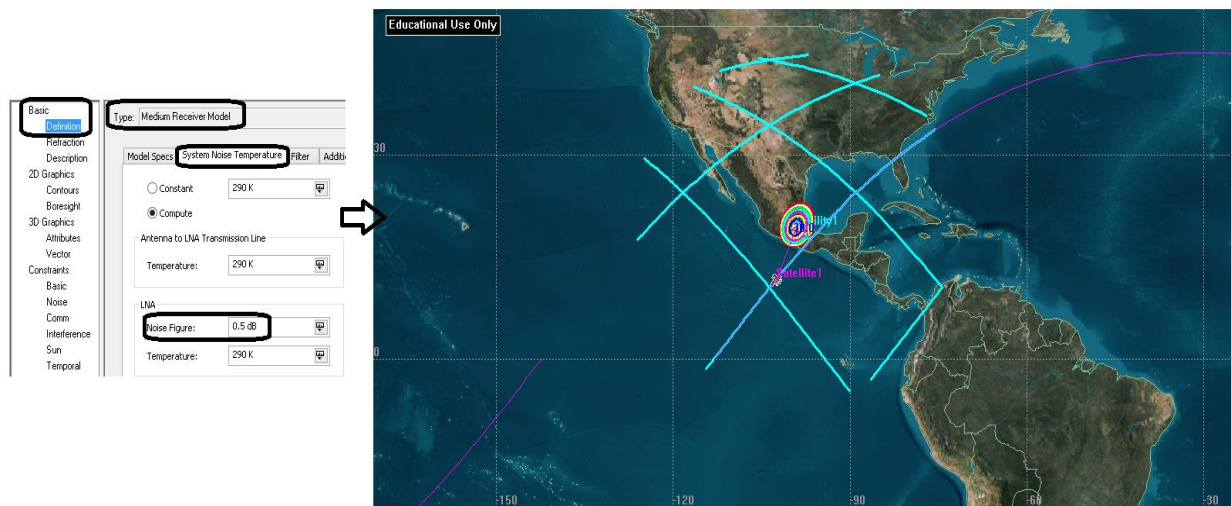 Educational Use Only
Basic
Definition
Refraction
Description
2D Graphics
Contours
Boresight
3D Graphics
Attributes
Vector
Constraints
Basic
Noise
Comm
Interference
Sun
Temporal
Type: Medium Receiver Model
Model Specs System Noise Temperature Filter Additi
Constant 290 K
Compute
Antenna to LNA Transmission Line
Temperature: 290 K
LNA
Noise Figure: 0.5 dB
Temperature: 290 K
30
0
-150 -120 -90 -60 -30
Satellite1